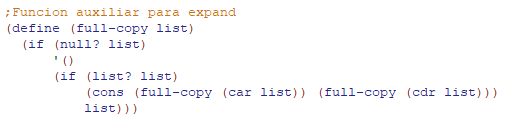 ;Funcion auxiliar para expand
(define (full-copy list)
  (if (null? list)
      '()
      (if (list? list)
          (cons (full-copy (car list)) (full-copy (cdr list)))
          list)))